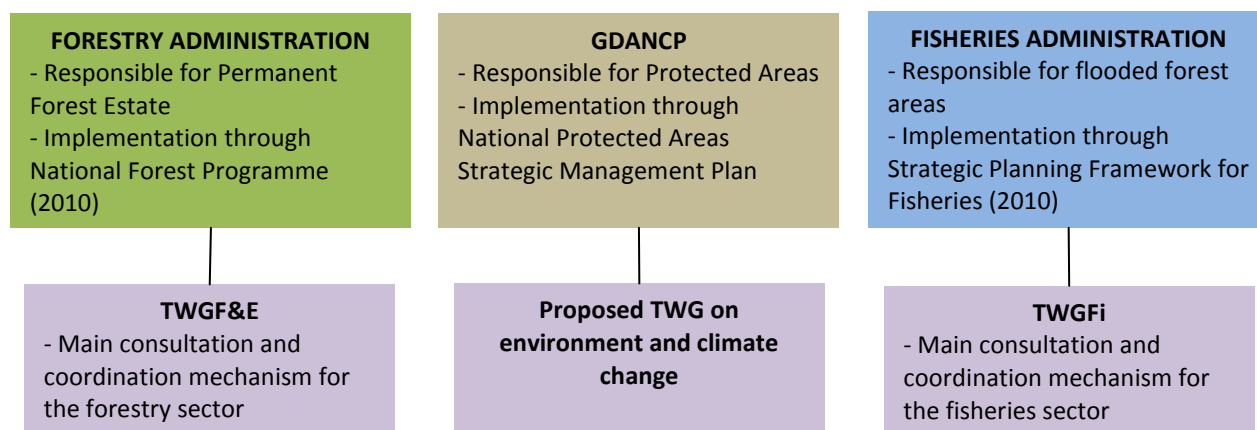 FORESTRY ADMINISTRATION
- Responsible for Permanent
Forest Estate
- Implementation through
National Forest Programme
(2010)
GDANCP
- Responsible for Protected Areas
- Implementation through
National Protected Areas
Strategic Management Plan
FISHERIES ADMINISTRATION
- Responsible for flooded forest
areas
- Implementation through
Strategic Planning Framework for
Fisheries (2010)
TWGF&E
- Main consultation and
coordination mechanism for
the forestry sector
Proposed TWG on
environment and climate
change
TWGFi
- Main consultation and
coordination mechanism for
the fisheries sector